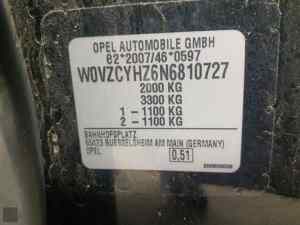 OPEL AUTOMOBILE GMBH
e2*2007/46*0597
W0VZCYHZ6N6810727
2000 KG
3300 KG
1 - 1100 KG
2 - 1100 KG
BAHNHOFSPLATZ,
65423 RUESSELSHEIM AM MAIN (GERMANY)
OPEL
0,51